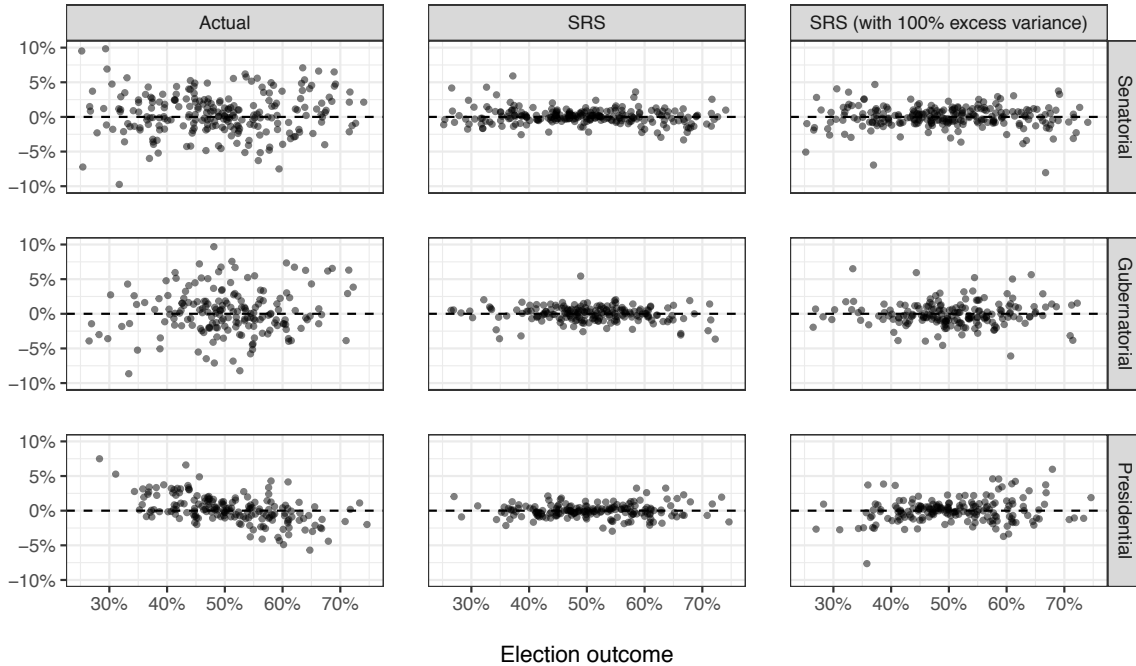 Actual SRS SRS (with 100% excess variance)
10%
5%
0%
−5%
−10%
Senatorial
10%
5%
0%
−5%
−10%
Gubernatorial
10%
5%
0%
−5%
−10%
Presidential
30% 40% 50% 60% 70% 30% 40% 50% 60% 70% 30% 40% 50% 60% 70%
Election outcome